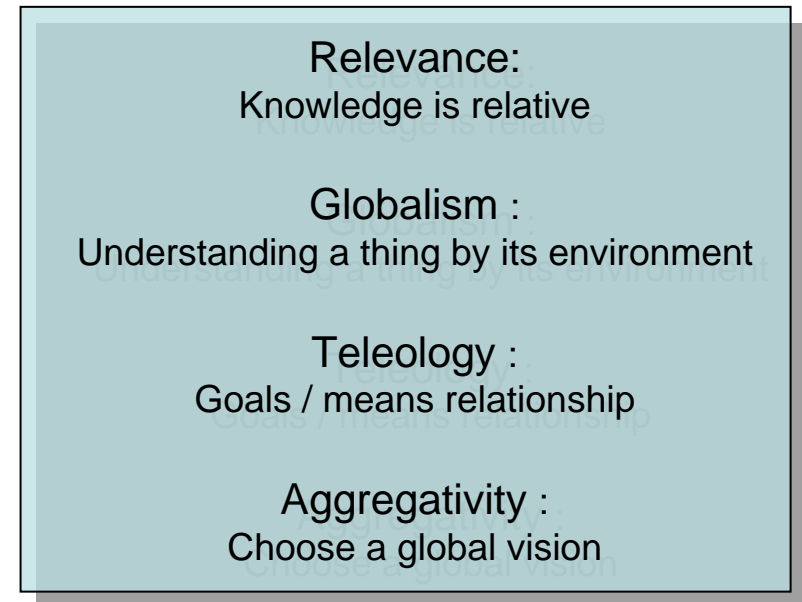 Relevance:
Knowledge is relative
Globalism :
Understanding a thing by its environment
Teleology :
Goals / means relationship
Aggregativity :
Choose a global vision